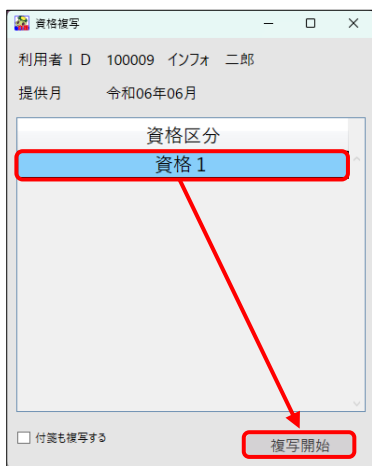 資格複写
利用者ＩＤ 100009 インフォ 二郎
提供月 令和06年06月
資格区分
資格１
付箋も複写する
複写開始